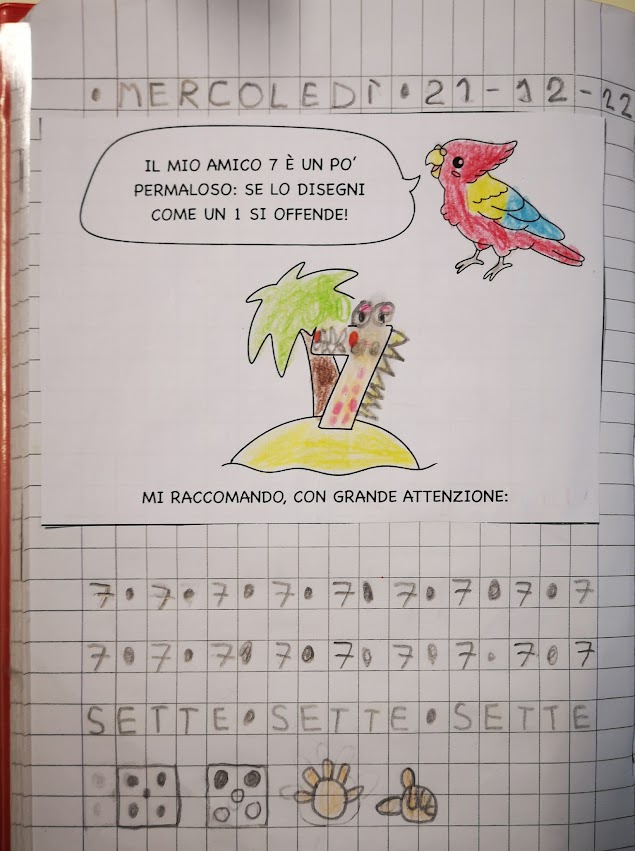 • MERCOLEDÌ • 21-12-22
IL MIO AMICO 7 È UN PO'
PERMALOSO: SE LO DISEGNI
COME UN 1 SI OFFENDE!
7
MI RACCOMANDO, CON GRANDE ATTENZIONE:
7 • 7 • 7 • 7 • 7 • 7 • 7 • 7 • 7
7 • 7 • 7 • 7 • 7 • 7 • 7 • 7 • 7
SETTE • SETTE • SETTE